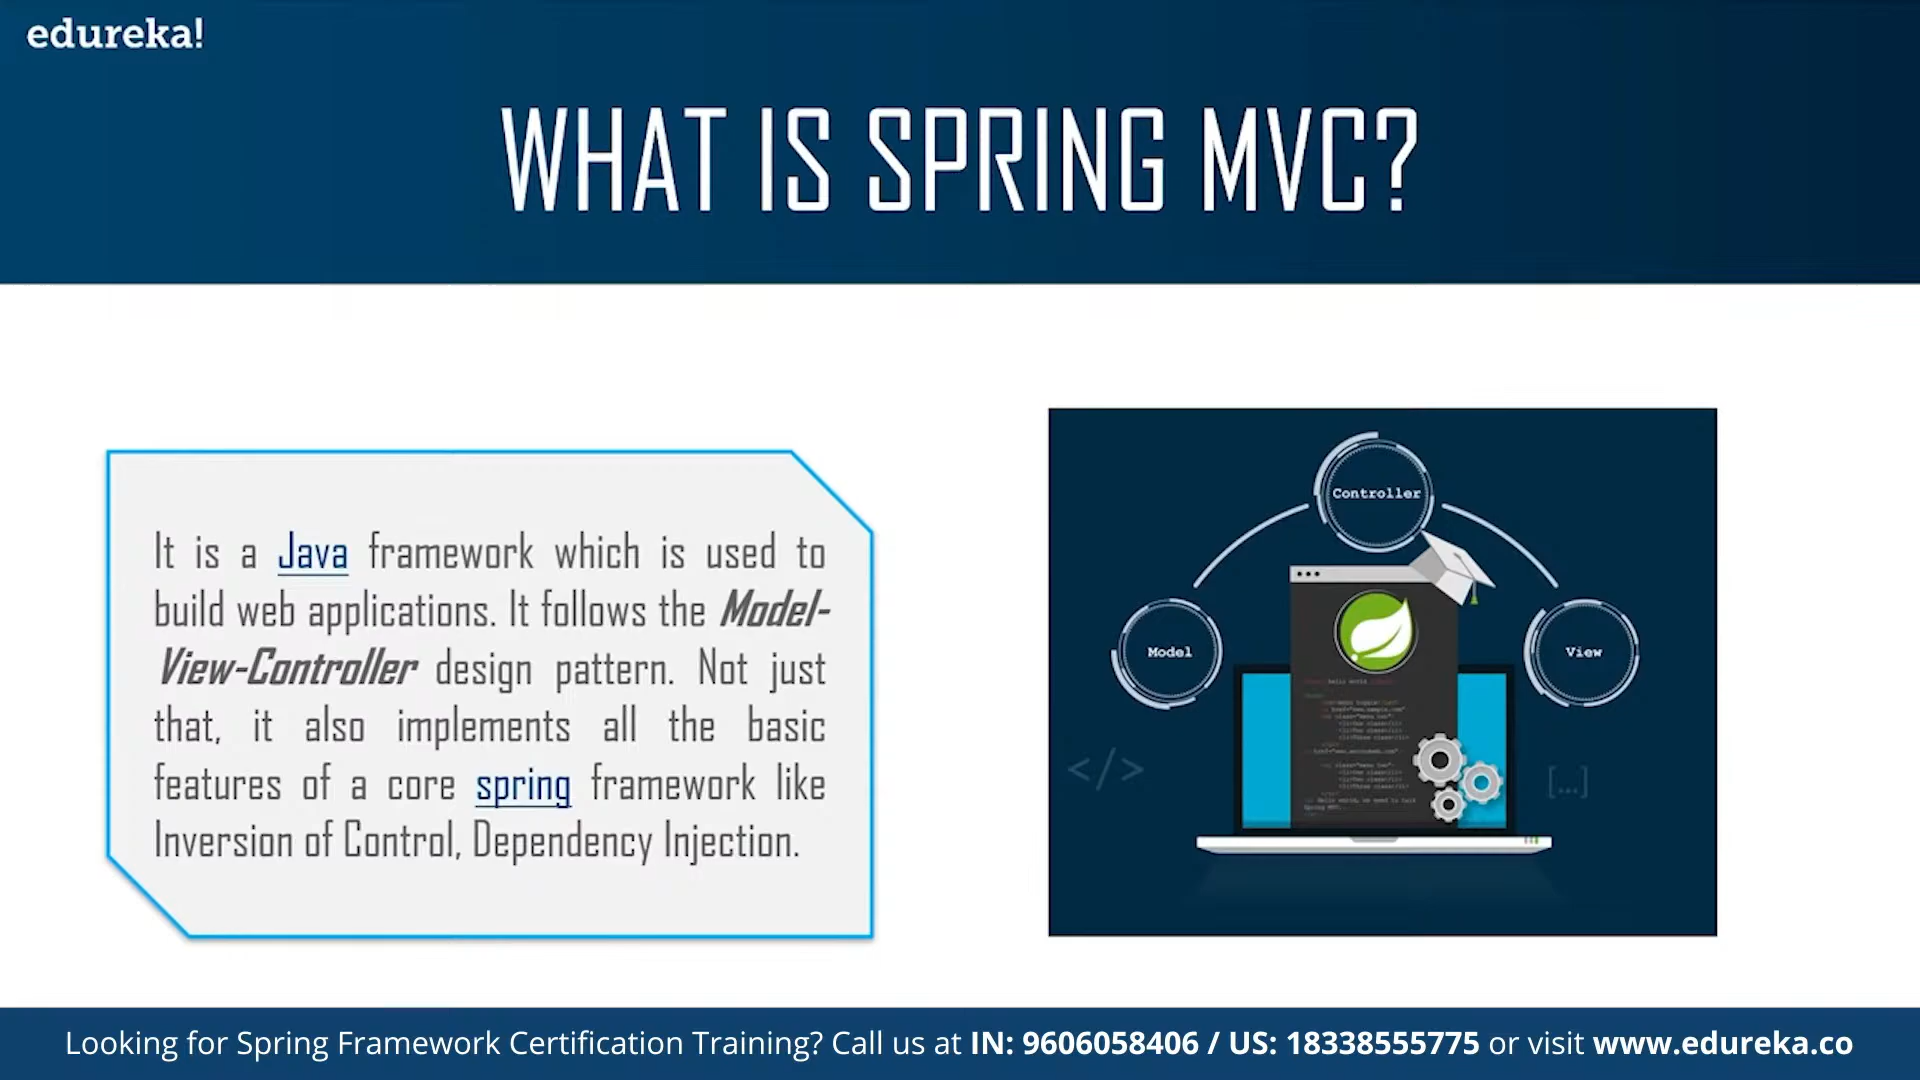 edureka!
WHAT IS SPRING MVC?
It is a Java framework which is used to
build web applications. It follows the Model-
View-Controller design pattern. Not just
that, it also implements all the basic
features of a core spring framework like
Inversion of Control, Dependency Injection.
Controller
Model
View
</>
[...]
Looking for Spring Framework Certification Training? Call us at IN: 9606058406 / US: 18338555775 or visit www.edureka.co